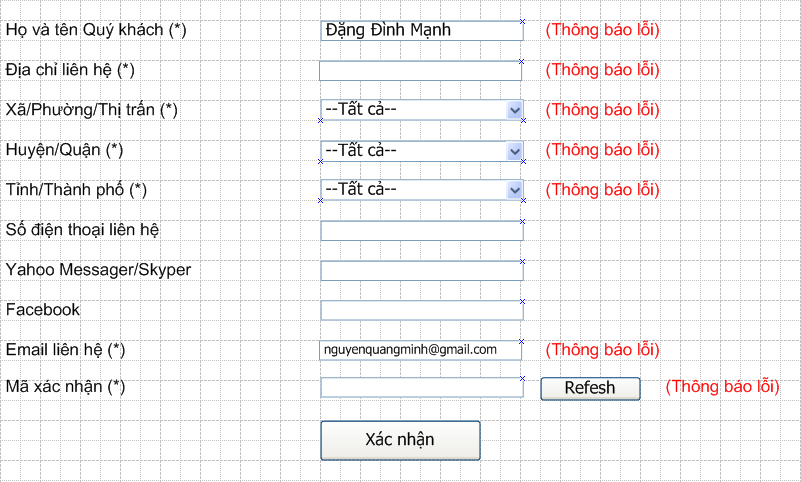 Họ và tên Quý khách (*) Đặng Đình Mạnh (Thông báo lỗi)
Địa chỉ liên hệ (*) (Thông báo lỗi)
Xã/Phường/Thị trấn (*) --Tất cả-- (Thông báo lỗi)
Huyện/Quận (*) --Tất cả-- (Thông báo lỗi)
Tỉnh/Thành phố (*) --Tất cả-- (Thông báo lỗi)
Số điện thoại liên hệ
Yahoo Messager/Skyper
Facebook
Email liên hệ (*) nguyenquangminh@gmail.com (Thông báo lỗi)
Mã xác nhận (*) Refesh (Thông báo lỗi)
Xác nhận